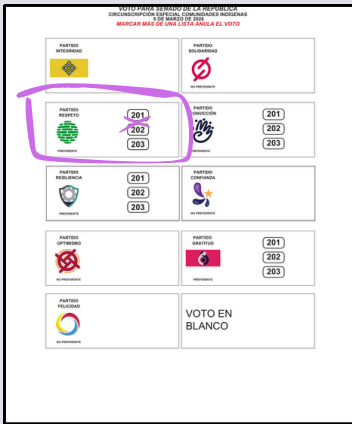 VOTO PARA SENADO DE LA REPÚBLICA
CIRCUNSCRIPCIÓN ESPECIAL COMUNIDADES INDÍGENAS
8 DE MARZO DE 2026
MARCAR MÁS DE UNA LISTA ANULA EL VOTO
PARTIDO
INTEGRIDAD
NO PREFERENTE
PARTIDO
SOLIDARIDAD
NO PREFERENTE
PARTIDO
RESPETO
201
202
203
PREFERENTE
PARTIDO
CONVICCIÓN
201
202
203
PREFERENTE
PARTIDO
RESILIENCIA
201
202
203
PREFERENTE
PARTIDO
CONFIANZA
NO PREFERENTE
PARTIDO
OPTIMISMO
NO PREFERENTE
PARTIDO
GRATITUD
201
202
203
PREFERENTE
PARTIDO
FELICIDAD
NO PREFERENTE
VOTO EN
BLANCO